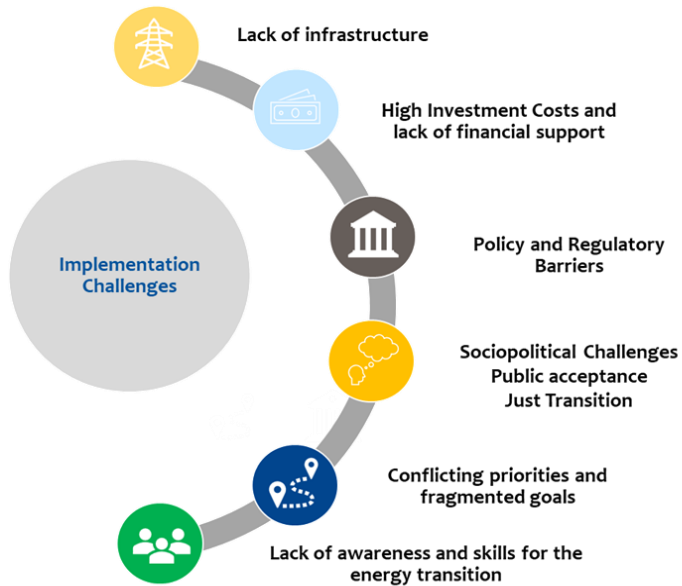 Lack of infrastructure
High Investment Costs and
lack of financial support
Implementation
Challenges
Policy and Regulatory
Barriers
Sociopolitical Challenges
Public acceptance
Just Transition
Conflicting priorities and
fragmented goals
Lack of awareness and skills for the
energy transition